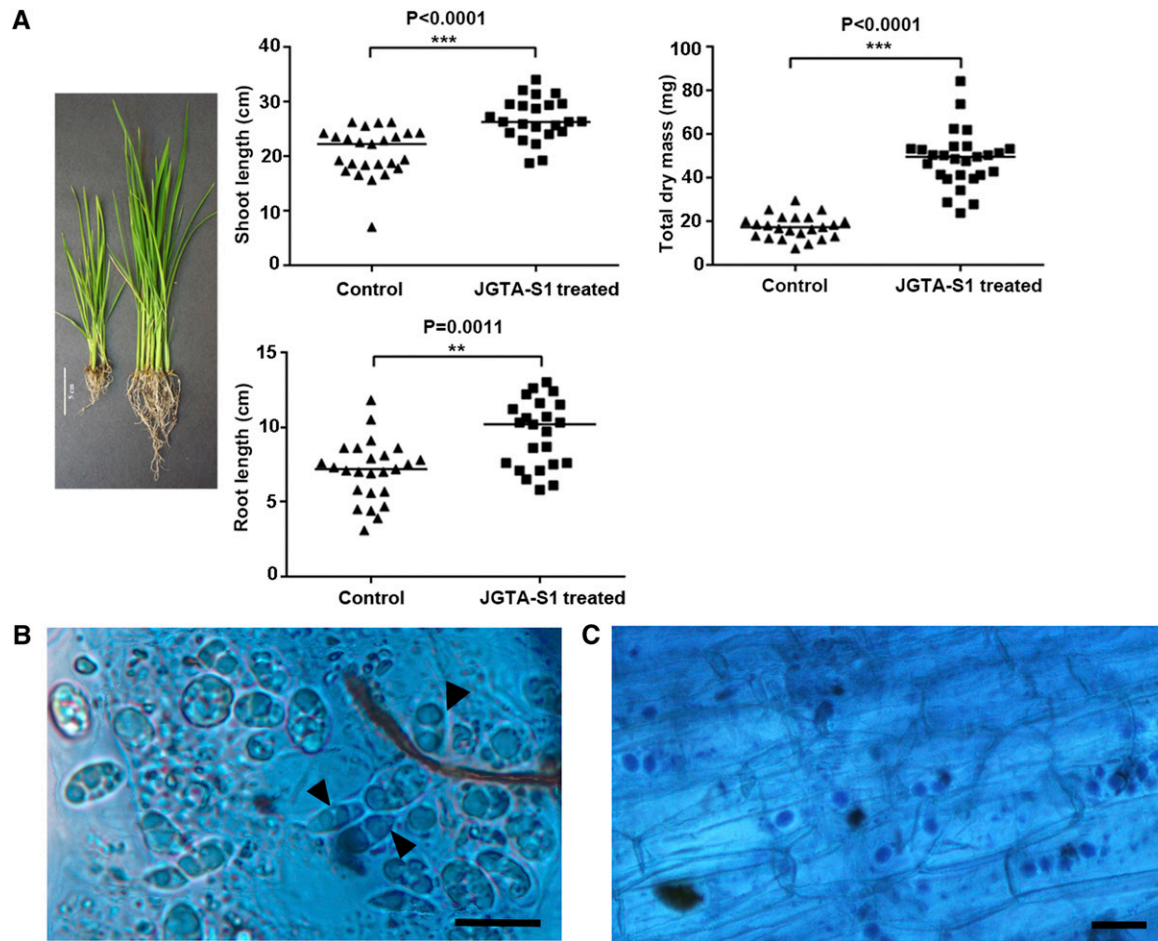 A
P<0.0001
***
Shoot length (cm)
40
30
20
10
0
Control
JGTA-S1 treated
P<0.0001
***
Total dry mass (mg)
100
80
60
40
20
0
Control
JGTA-S1 treated
5 cm
P=0.0011
**
Root length (cm)
15
10
5
0
Control
JGTA-S1 treated
B
C